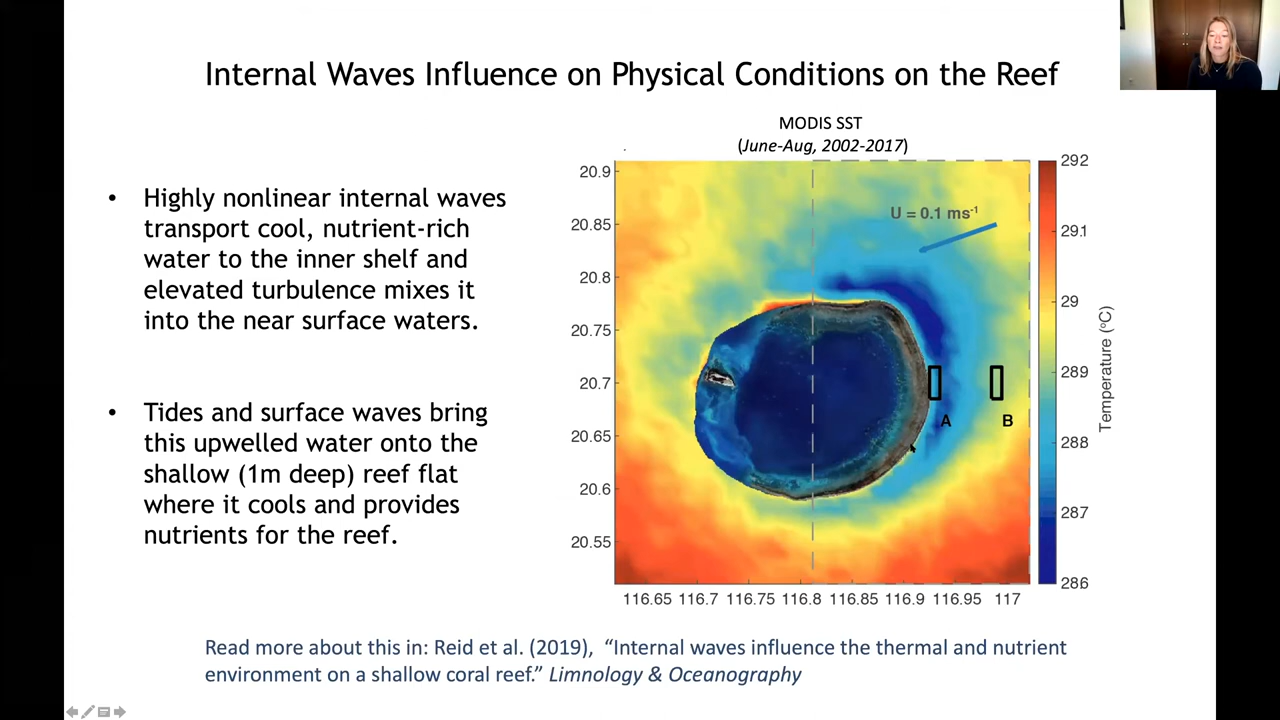 Internal Waves Influence on Physical Conditions on the Reef
MODIS SST
(June-Aug, 2002-2017)
• Highly nonlinear internal waves
transport cool, nutrient-rich
water to the inner shelf and
elevated turbulence mixes it
into the near surface waters.
• Tides and surface waves bring
this upwelled water onto the
shallow (1m deep) reef flat
where it cools and provides
nutrients for the reef.
20.9
20.85
20.8
20.75
20.7
20.65
20.6
20.55
U = 0.1 ms⁻¹
A
B
116.65 116.7 116.75 116.8 116.85 116.9 116.95 117
292
291
29
289
288
287
286
Temperature (°C)
Read more about this in: Reid et al. (2019), “Internal waves influence the thermal and nutrient
environment on a shallow coral reef.” Limnology & Oceanography